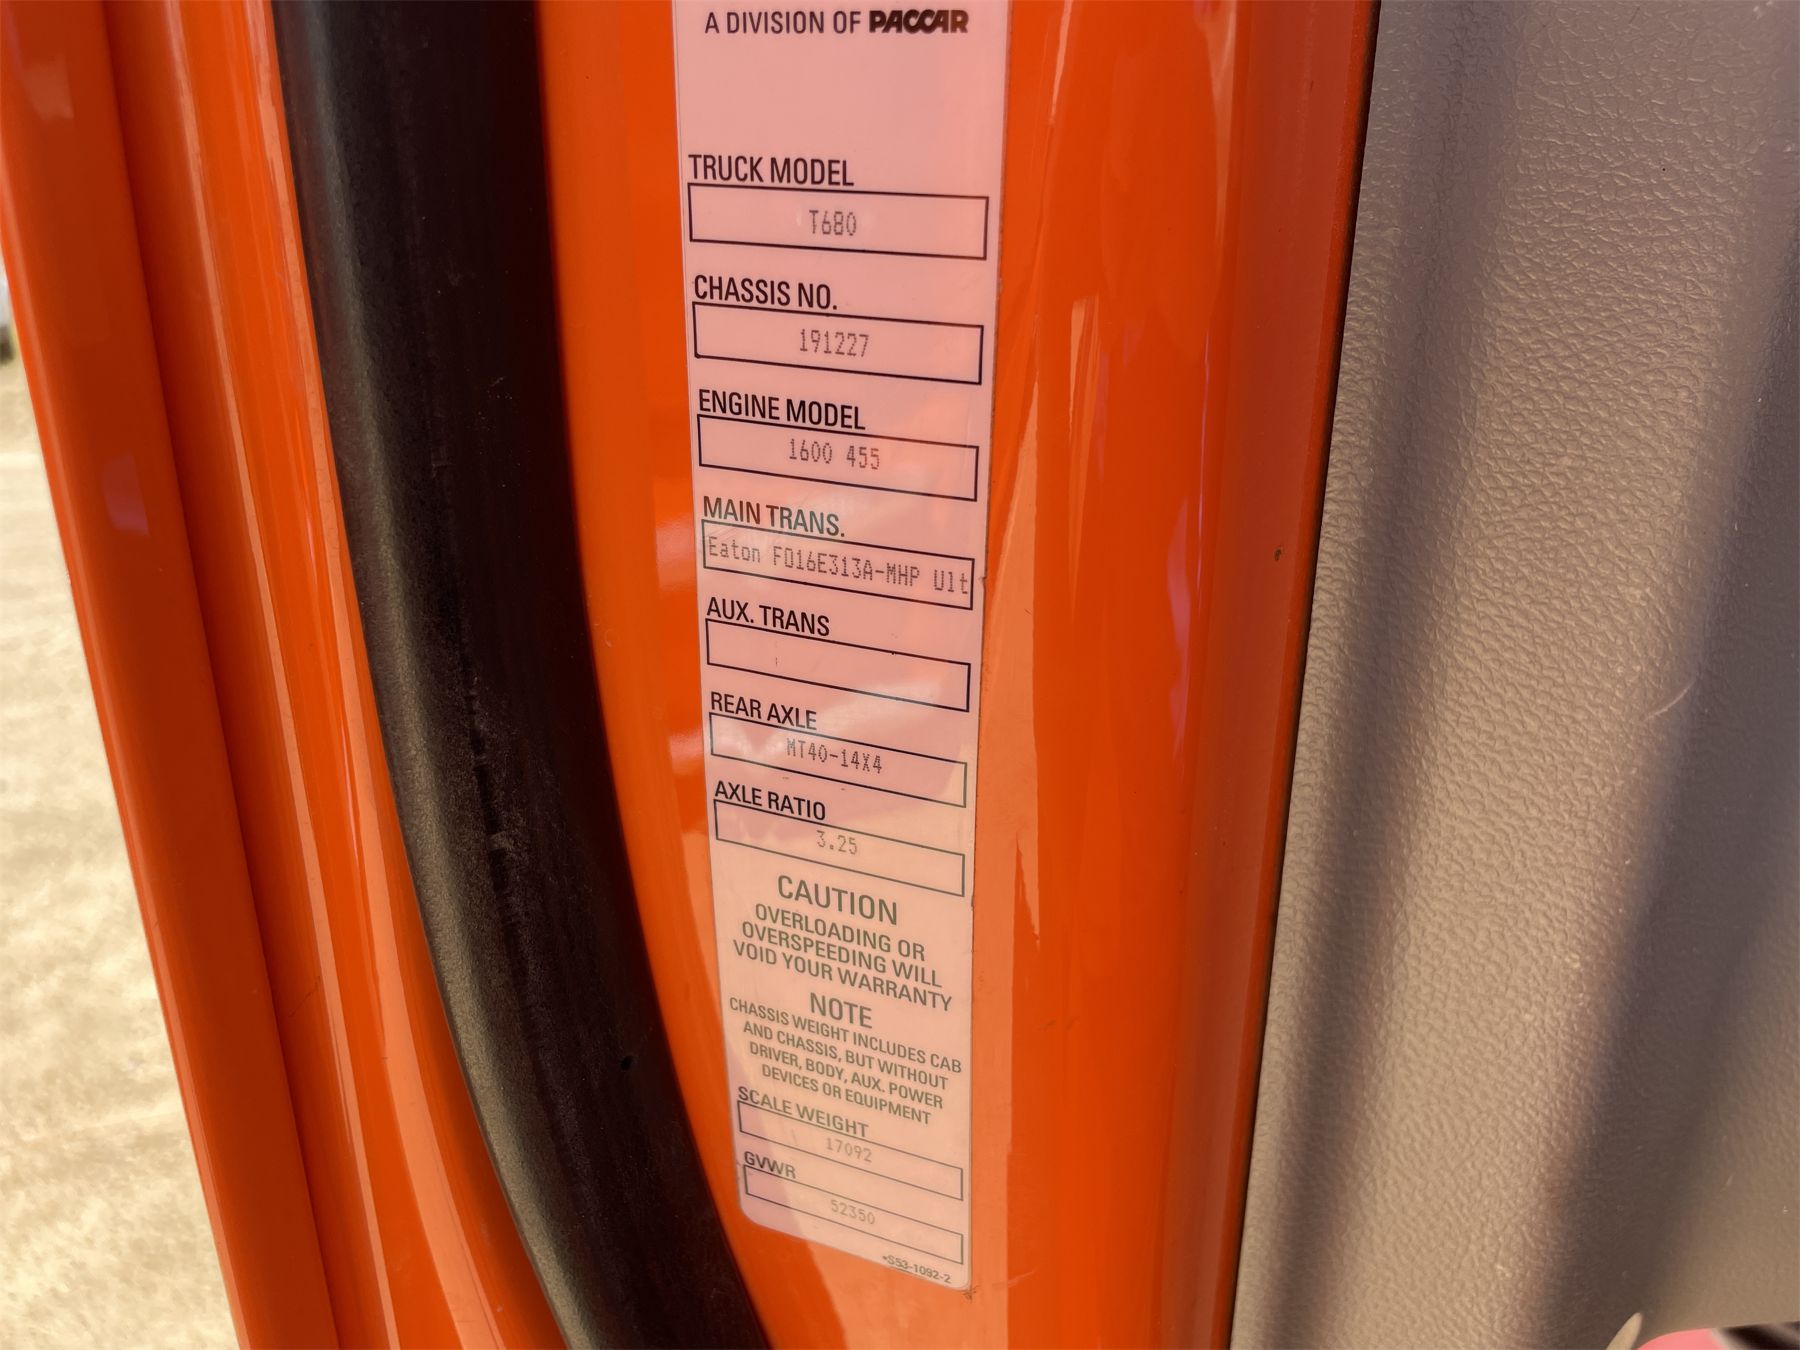 A DIVISION OF PACCAR
TRUCK MODEL
T680
CHASSIS NO.
191227
ENGINE MODEL
1600 455
MAIN TRANS.
Eaton FO16E313A-MHP Ult
AUX. TRANS
REAR AXLE
MT40-14X4
AXLE RATIO
3.25
CAUTION
OVERLOADING OR
OVERSPEEDING WILL
VOID YOUR WARRANTY
NOTE
CHASSIS WEIGHT INCLUDES CAB
AND CHASSIS, BUT WITHOUT
DRIVER, BODY, AUX. POWER
DEVICES OR EQUIPMENT
SCALE WEIGHT
17092
GVWR
52350
*S53-1092-2